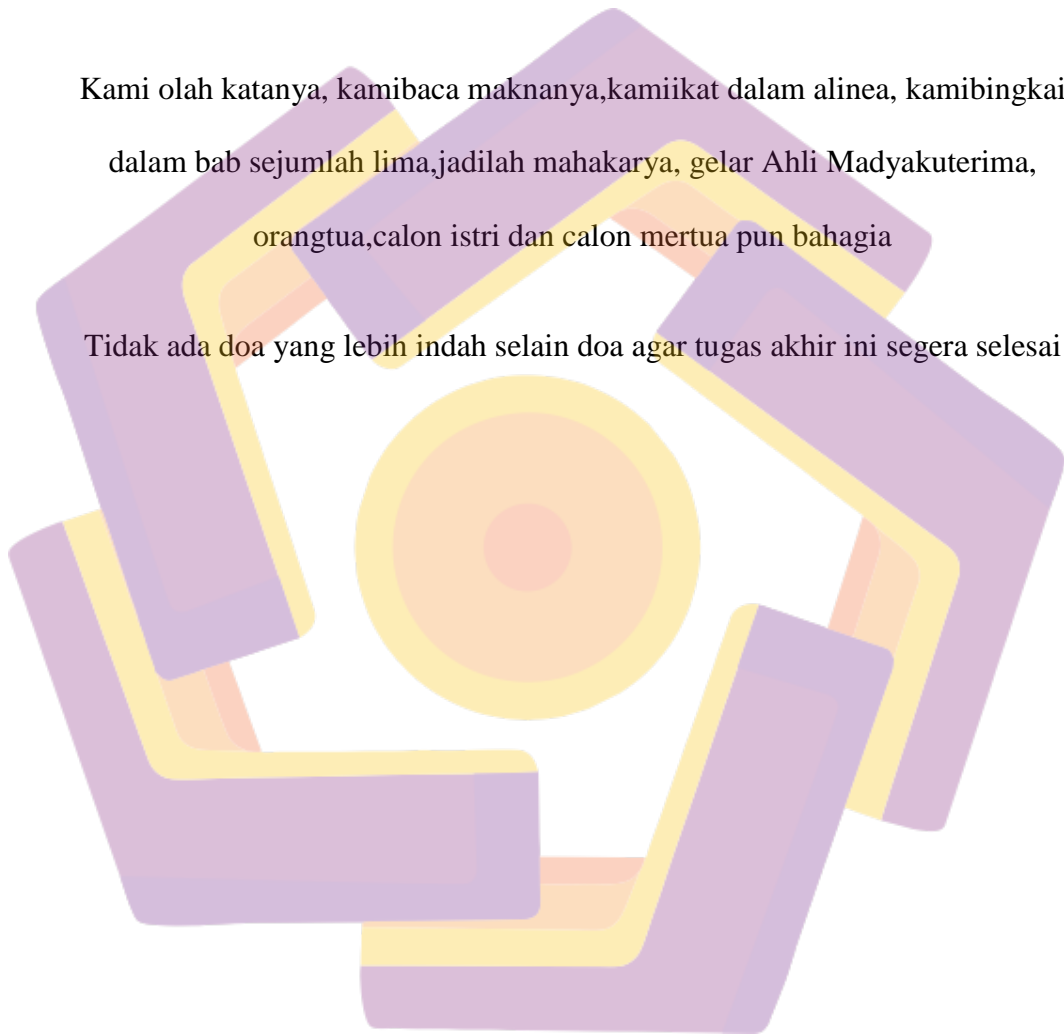 Kami olah katanya, kamibaca maknanya,kamiikat dalam alinea, kamibingkai
dalam bab sejumlah lima,jadilah mahakarya, gelar Ahli Madyakuterima,
orangtua,calon istri dan calon mertua pun bahagia
Tidak ada doa yang lebih indah selain doa agar tugas akhir ini segera selesai